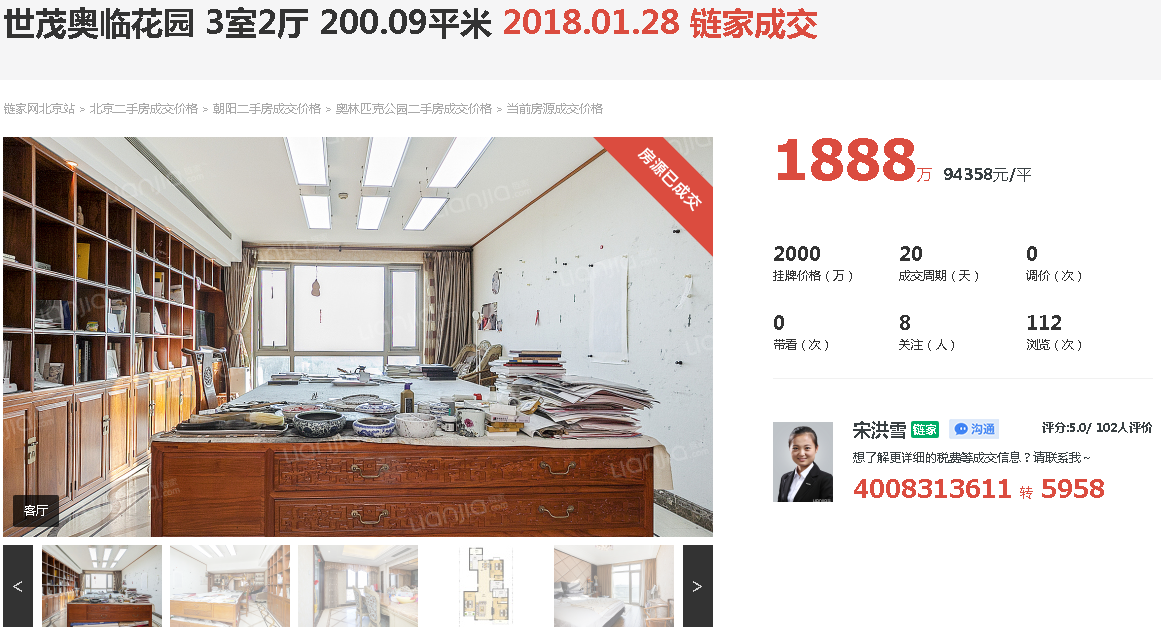 世茂奥临花园 3室2厅 200.09平米 2018.01.28 链家成交
链家网北京站 > 北京二手房成交价格 > 朝阳二手房成交价格 > 奥林匹克公园二手房成交价格 > 当前房源成交价格
房源已成交
客厅
<
>
1888万 94358元/平
2000 20 0
挂牌价格（万） 成交周期（天） 调价（次）
0 8 112
带看（次） 关注（人） 浏览（次）
宋洪雪 链家 沟通 评分:5.0/ 102人评价
想了解更详细的税费等成交信息？请联系我~
4008313611 转 5958
lianjia